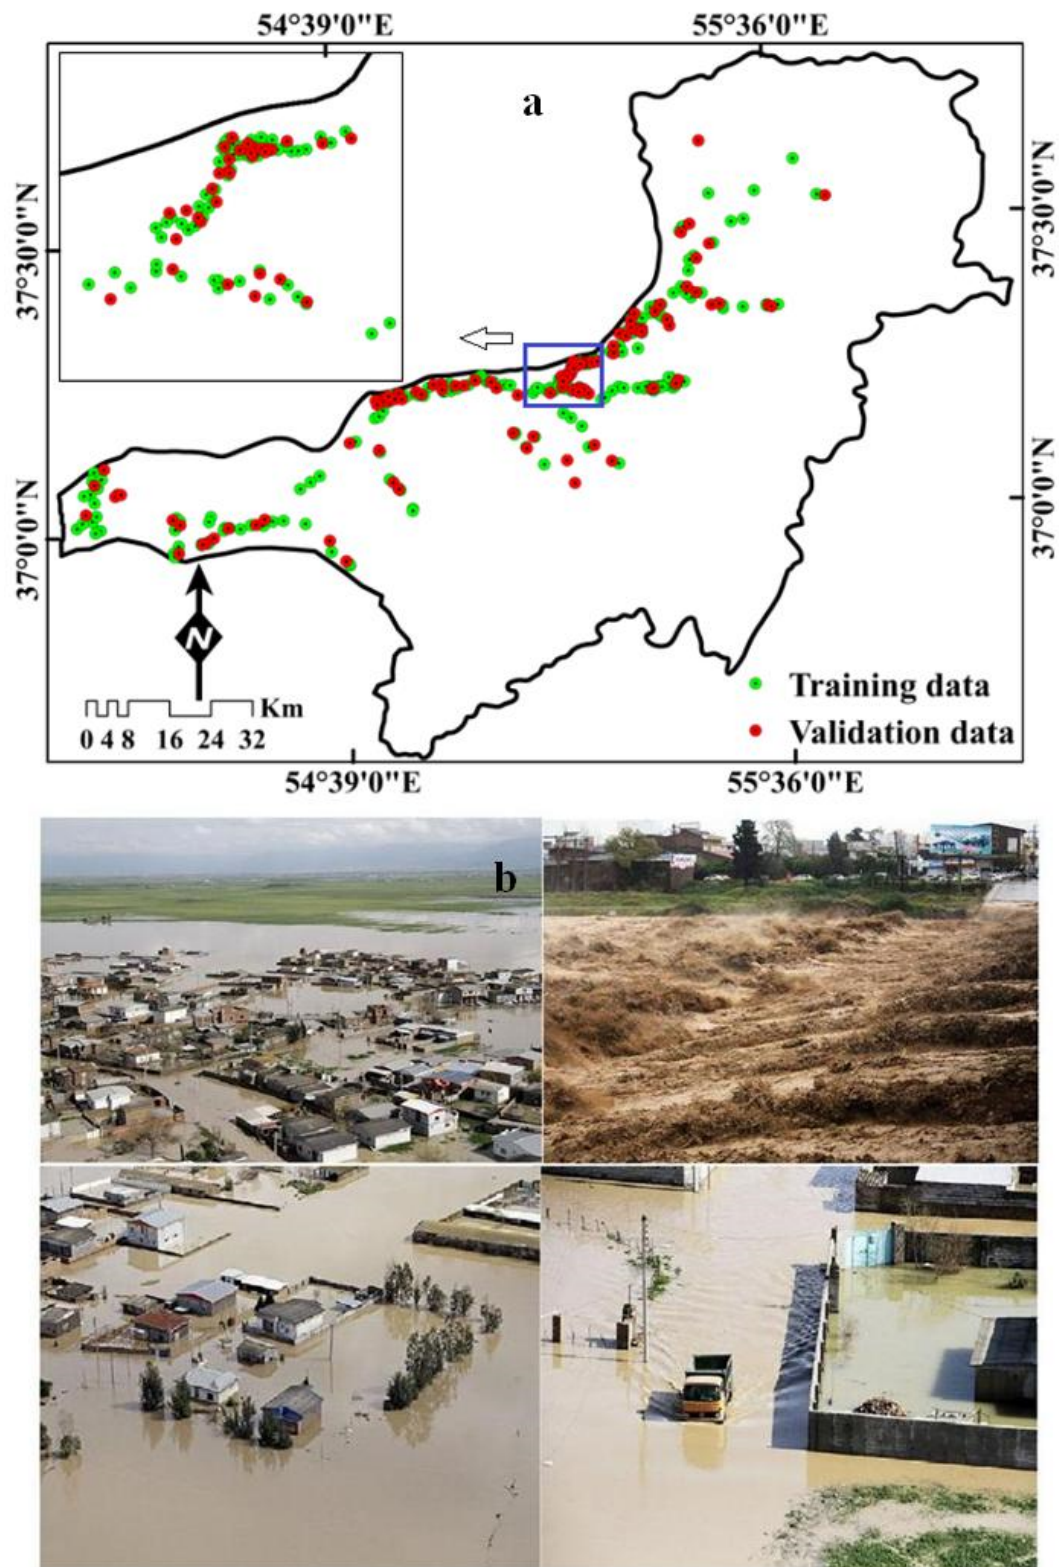 54°39'0"E 55°36'0"E
a
37°30'0"N
37°30'0"N
37°0'0"N
37°0'0"N
N
Km
0 4 8 16 24 32
Training data
Validation data
54°39'0"E 55°36'0"E
b